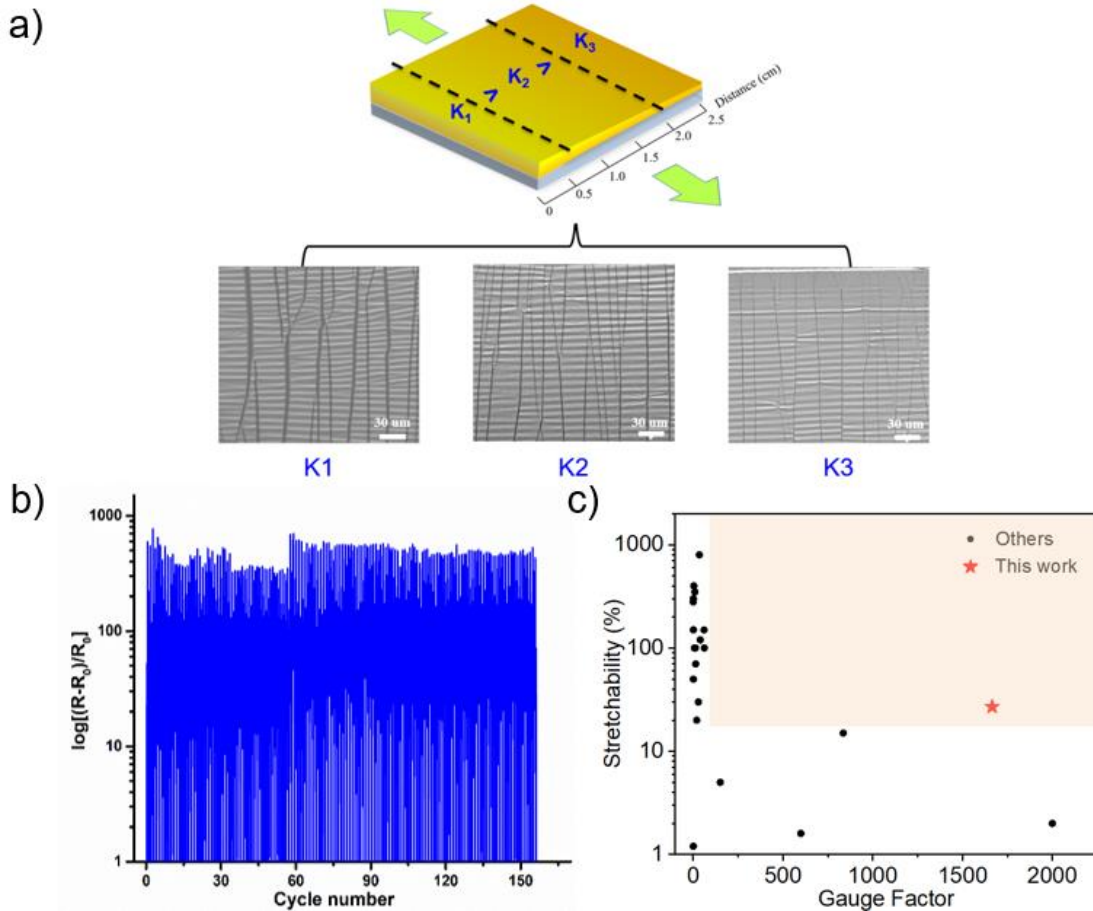 a)
K₃
K₂
K₁
Distance (cm)
0
0.5
1.0
1.5
2.0
2.5
30 um
30 um
30 um
K1
K2
K3
b)
log[(R-R₀)/R₀]
1000
100
10
1
0
30
60
90
120
150
Cycle number
c)
Stretchability (%)
1000
100
10
1
Others
This work
0
500
1000
1500
2000
Gauge Factor